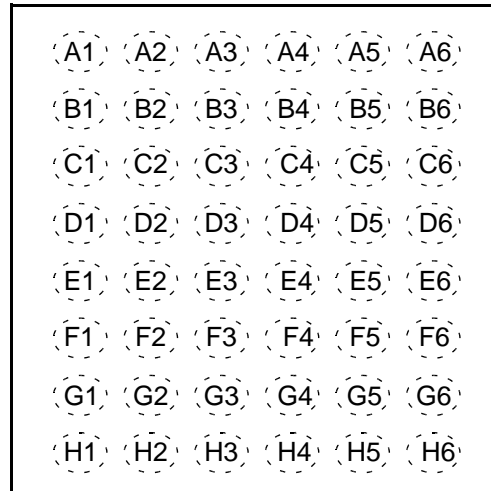 A1 A2 A3 A4 A5 A6
B1 B2 B3 B4 B5 B6
C1 C2 C3 C4 C5 C6
D1 D2 D3 D4 D5 D6
E1 E2 E3 E4 E5 E6
F1 F2 F3 F4 F5 F6
G1 G2 G3 G4 G5 G6
H1 H2 H3 H4 H5 H6